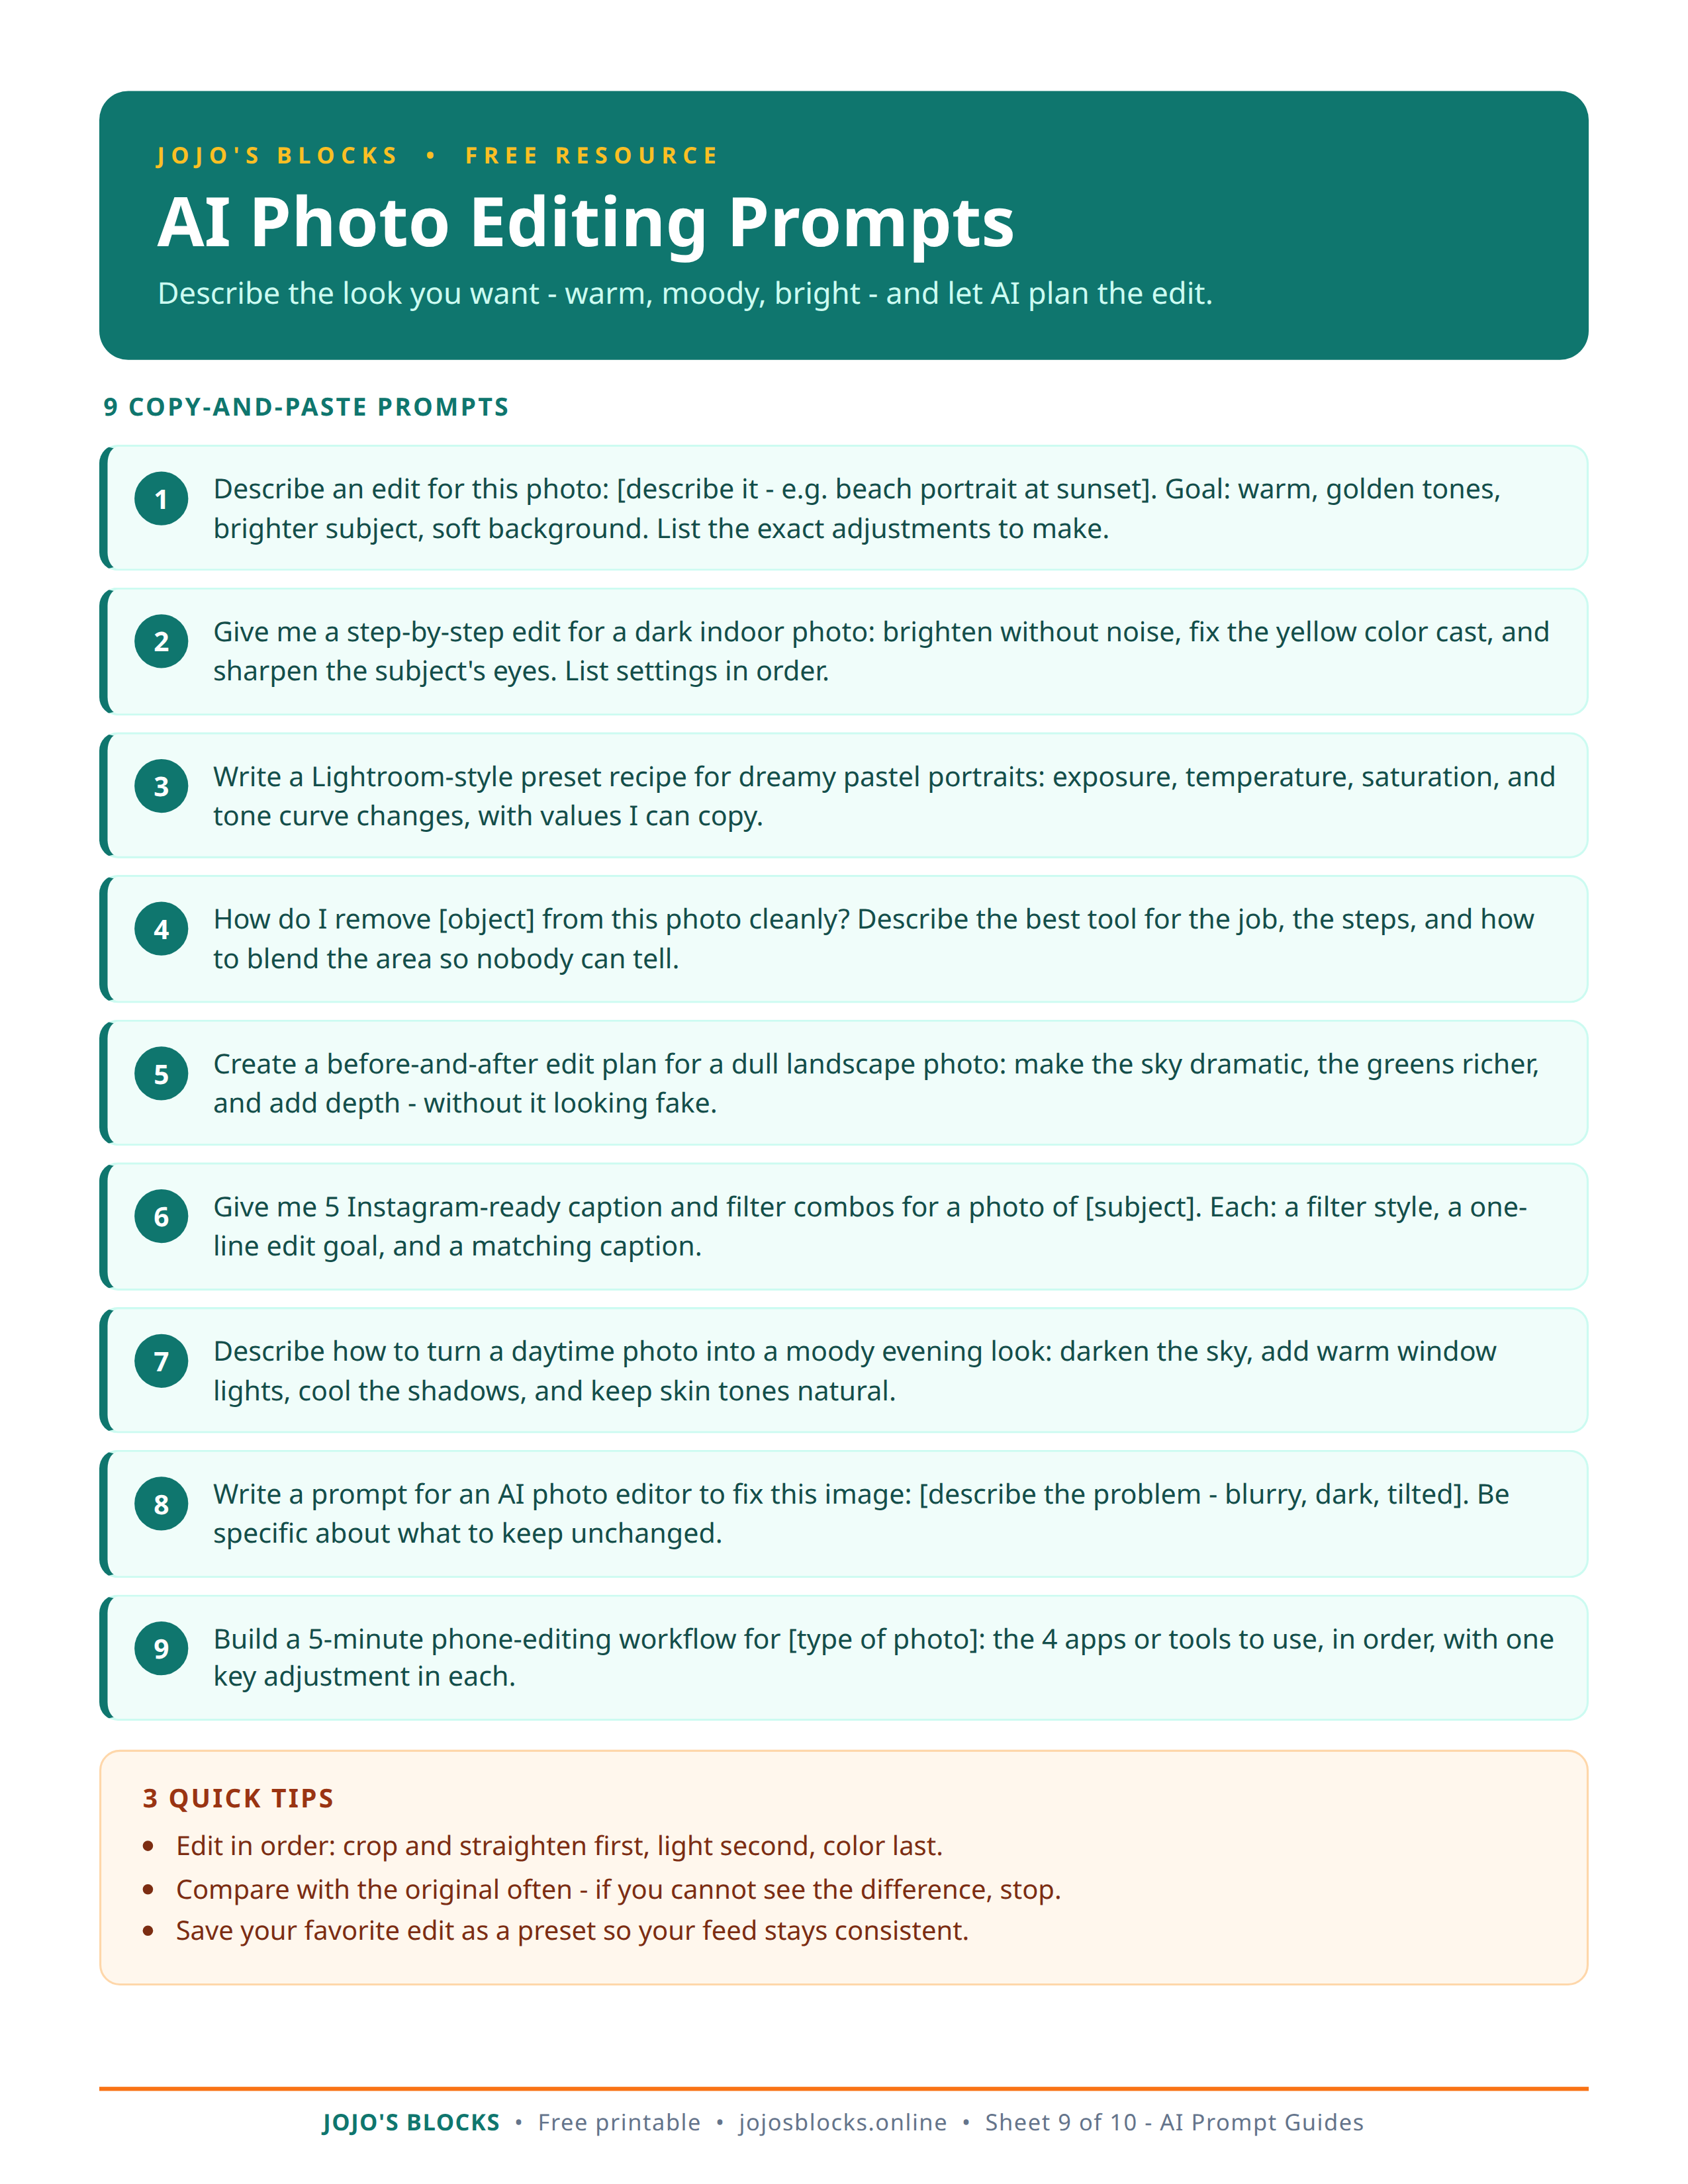 JOJO'S BLOCKS • FREE RESOURCE
AI Photo Editing Prompts
Describe the look you want - warm, moody, bright - and let AI plan the edit.
9 COPY-AND-PASTE PROMPTS
1 Describe an edit for this photo: [describe it - e.g. beach portrait at sunset]. Goal: warm, golden tones,
brighter subject, soft background. List the exact adjustments to make.
2 Give me a step-by-step edit for a dark indoor photo: brighten without noise, fix the yellow color cast, and
sharpen the subject's eyes. List settings in order.
3 Write a Lightroom-style preset recipe for dreamy pastel portraits: exposure, temperature, saturation, and
tone curve changes, with values I can copy.
4 How do I remove [object] from this photo cleanly? Describe the best tool for the job, the steps, and how
to blend the area so nobody can tell.
5 Create a before-and-after edit plan for a dull landscape photo: make the sky dramatic, the greens richer,
and add depth - without it looking fake.
6 Give me 5 Instagram-ready caption and filter combos for a photo of [subject]. Each: a filter style, a one-
line edit goal, and a matching caption.
7 Describe how to turn a daytime photo into a moody evening look: darken the sky, add warm window
lights, cool the shadows, and keep skin tones natural.
8 Write a prompt for an AI photo editor to fix this image: [describe the problem - blurry, dark, tilted]. Be
specific about what to keep unchanged.
9 Build a 5-minute phone-editing workflow for [type of photo]: the 4 apps or tools to use, in order, with one
key adjustment in each.
3 QUICK TIPS
• Edit in order: crop and straighten first, light second, color last.
• Compare with the original often - if you cannot see the difference, stop.
• Save your favorite edit as a preset so your feed stays consistent.
JOJO'S BLOCKS • Free printable • jojosblocks.online • Sheet 9 of 10 - AI Prompt Guides